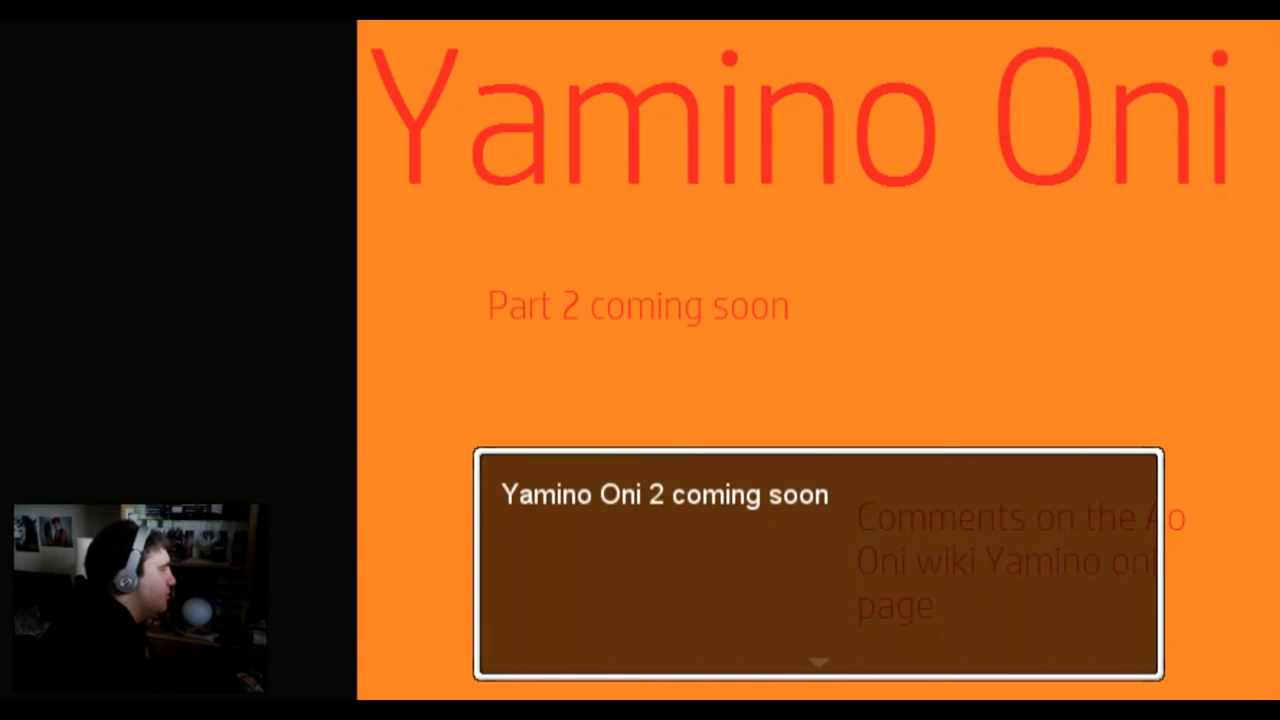 Yamino Oni
Part 2 coming soon
Yamino Oni 2 coming soon
Comments on the Ao
Oni wiki Yamino oni
page